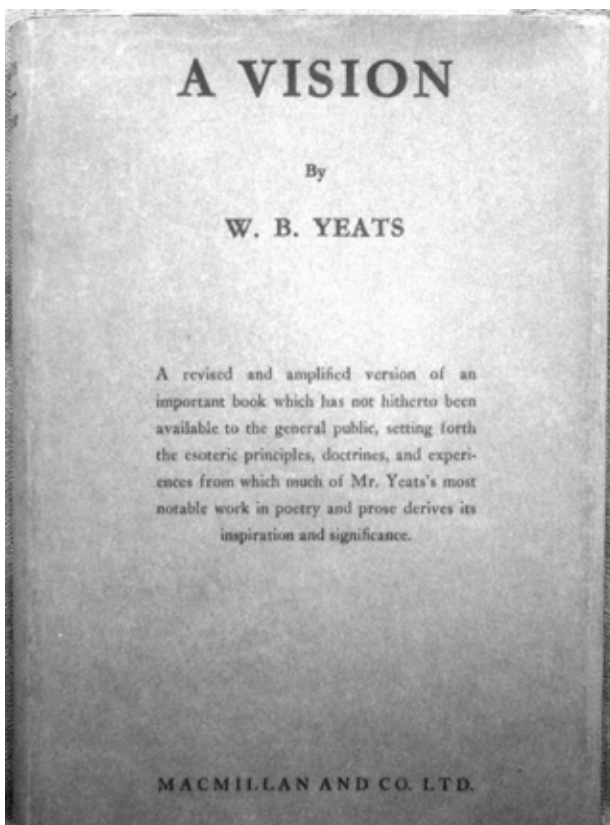 A VISION
By
W. B. YEATS
A revised and amplified version of an
important book which has not hitherto been
available to the general public, setting forth
the esoteric principles, doctrines, and experi-
ences from which much of Mr. Yeats's most
notable work in poetry and prose derives its
inspiration and significance.
MACMILLAN AND CO. LTD.